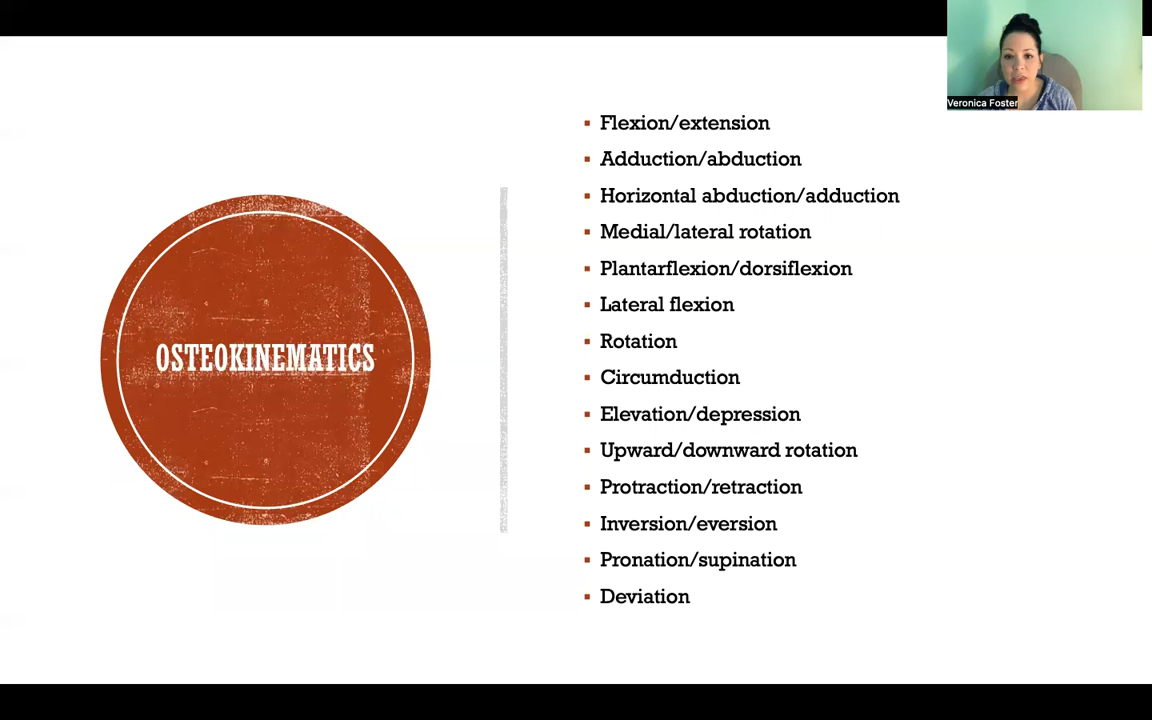 Veronica Foster
OSTEOKINEMATICS
Flexion/extension
Adduction/abduction
Horizontal abduction/adduction
Medial/lateral rotation
Plantarflexion/dorsiflexion
Lateral flexion
Rotation
Circumduction
Elevation/depression
Upward/downward rotation
Protraction/retraction
Inversion/eversion
Pronation/supination
Deviation